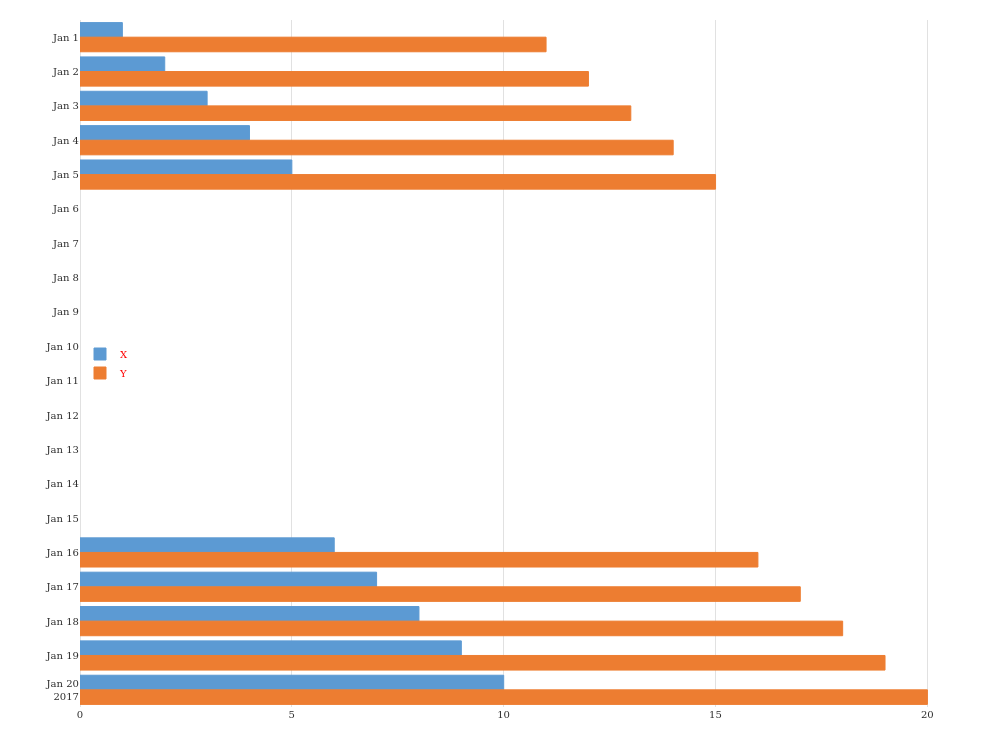 Jan 1
Jan 2
Jan 3
Jan 4
Jan 5
Jan 6
Jan 7
Jan 8
Jan 9
Jan 10
X
Y
Jan 11
Jan 12
Jan 13
Jan 14
Jan 15
Jan 16
Jan 17
Jan 18
Jan 19
Jan 20
2017
0 5 10 15 20